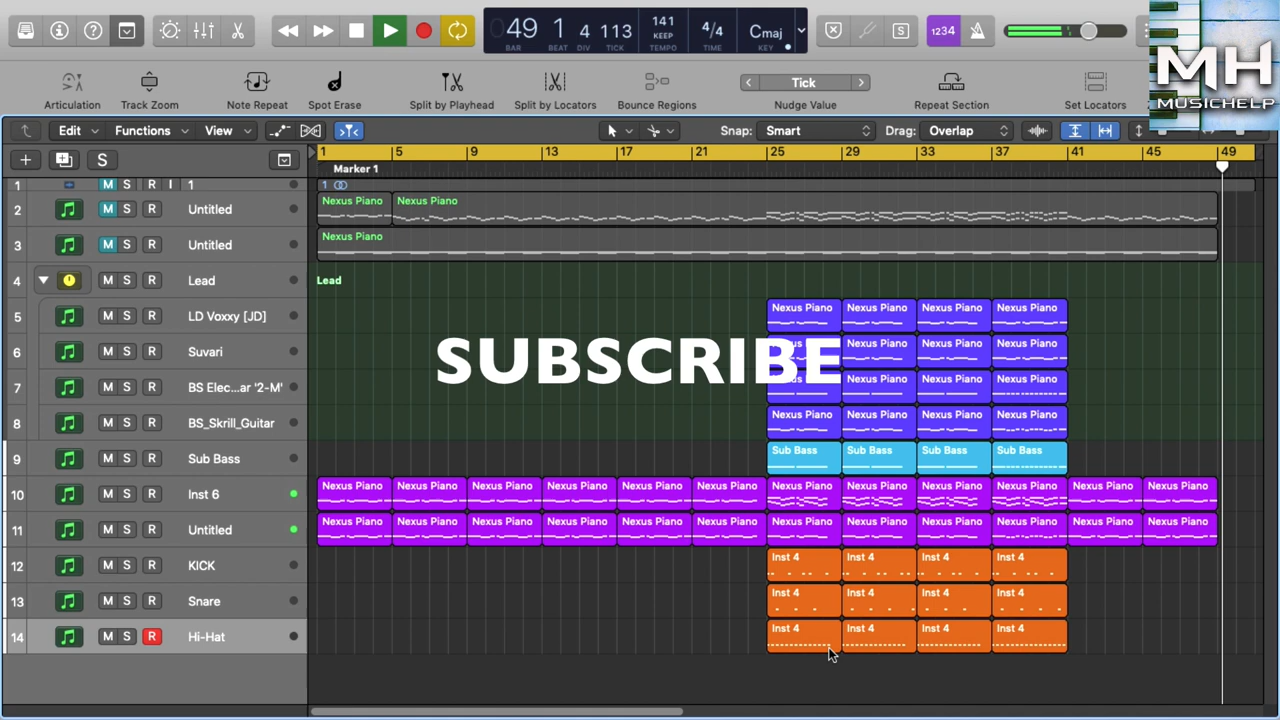 49 1 4 113 141 KEEP 4/4 Cmaj
BAR BEAT DIV TICK TEMPO TIME KEY
1234
MH
MUSICHELP
Articulation Track Zoom Note Repeat Spot Erase Split by Playhead Split by Locators Bounce Regions Tick Nudge Value Repeat Section Set Locators
Edit Functions View Snap: Smart Drag: Overlap
S
1 5 9 13 17 21 25 29 33 37 41 45 49
Marker 1
1 M S R I 1 1
2 M S R Untitled Nexus Piano Nexus Piano
3 M S R Untitled Nexus Piano
4 M S R Lead Lead
5 M S R LD Voxxy [JD] Nexus Piano Nexus Piano Nexus Piano Nexus Piano
6 M S R Suvari Nexus Piano Nexus Piano Nexus Piano
SUBSCRIBE
7 M S R BS Elec...ar '2-M' Nexus Piano Nexus Piano Nexus Piano Nexus Piano
8 M S R BS_Skrill_Guitar Nexus Piano Nexus Piano Nexus Piano Nexus Piano
9 M S R Sub Bass Sub Bass Sub Bass Sub Bass Sub Bass
10 M S R Inst 6 Nexus Piano Nexus Piano Nexus Piano Nexus Piano Nexus Piano Nexus Piano Nexus Piano Nexus Piano Nexus Piano Nexus Piano Nexus Piano Nexus Piano
11 M S R Untitled Nexus Piano Nexus Piano Nexus Piano Nexus Piano Nexus Piano Nexus Piano Nexus Piano Nexus Piano Nexus Piano Nexus Piano Nexus Piano Nexus Piano
12 M S R KICK Inst 4 Inst 4 Inst 4 Inst 4
13 M S R Snare Inst 4 Inst 4 Inst 4 Inst 4
14 M S R Hi-Hat Inst 4 Inst 4 Inst 4 Inst 4